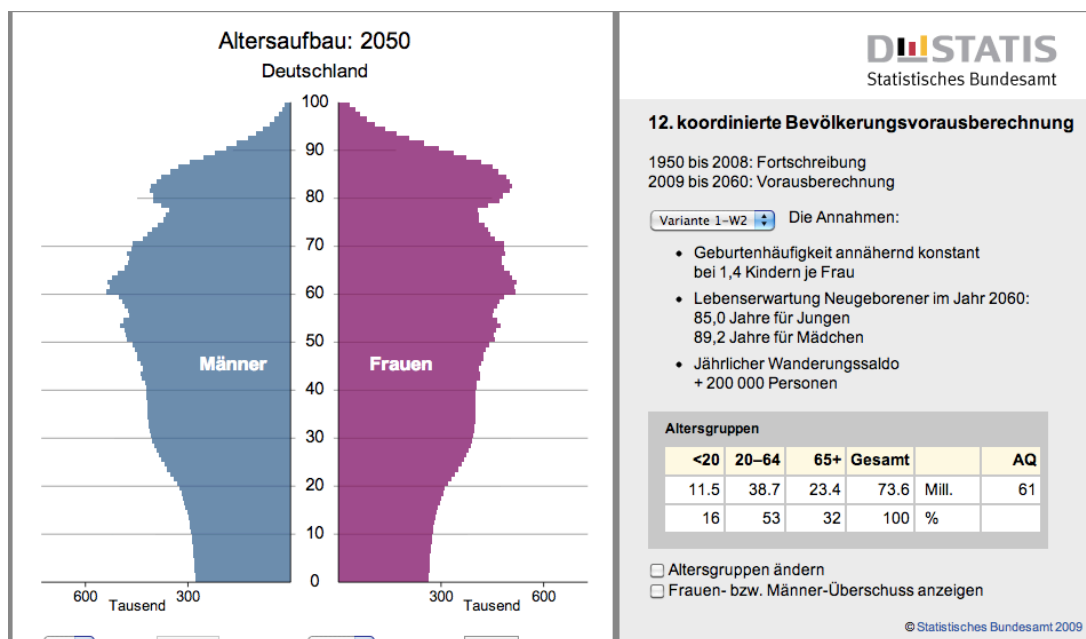 Altersaufbau: 2050
Deutschland
100
90
80
70
60
50
40
30
20
10
0
Männer
Frauen
600
300
300
600
Tausend
Tausend
DESTATIS
Statistisches Bundesamt
12. koordinierte Bevölkerungsvorausberechnung
1950 bis 2008: Fortschreibung
2009 bis 2060: Vorausberechnung
Variante 1-W2 Die Annahmen:
• Geburtenhäufigkeit annähernd konstant
bei 1,4 Kindern je Frau
• Lebenserwartung Neugeborener im Jahr 2060:
85,0 Jahre für Jungen
89,2 Jahre für Mädchen
• Jährlicher Wanderungssaldo
+ 200 000 Personen
Altersgruppen
<20 20–64 65+ Gesamt AQ
11.5 38.7 23.4 73.6 Mill. 61
16 53 32 100 %
Altersgruppen ändern
Frauen- bzw. Männer-Überschuss anzeigen
© Statistisches Bundesamt 2009